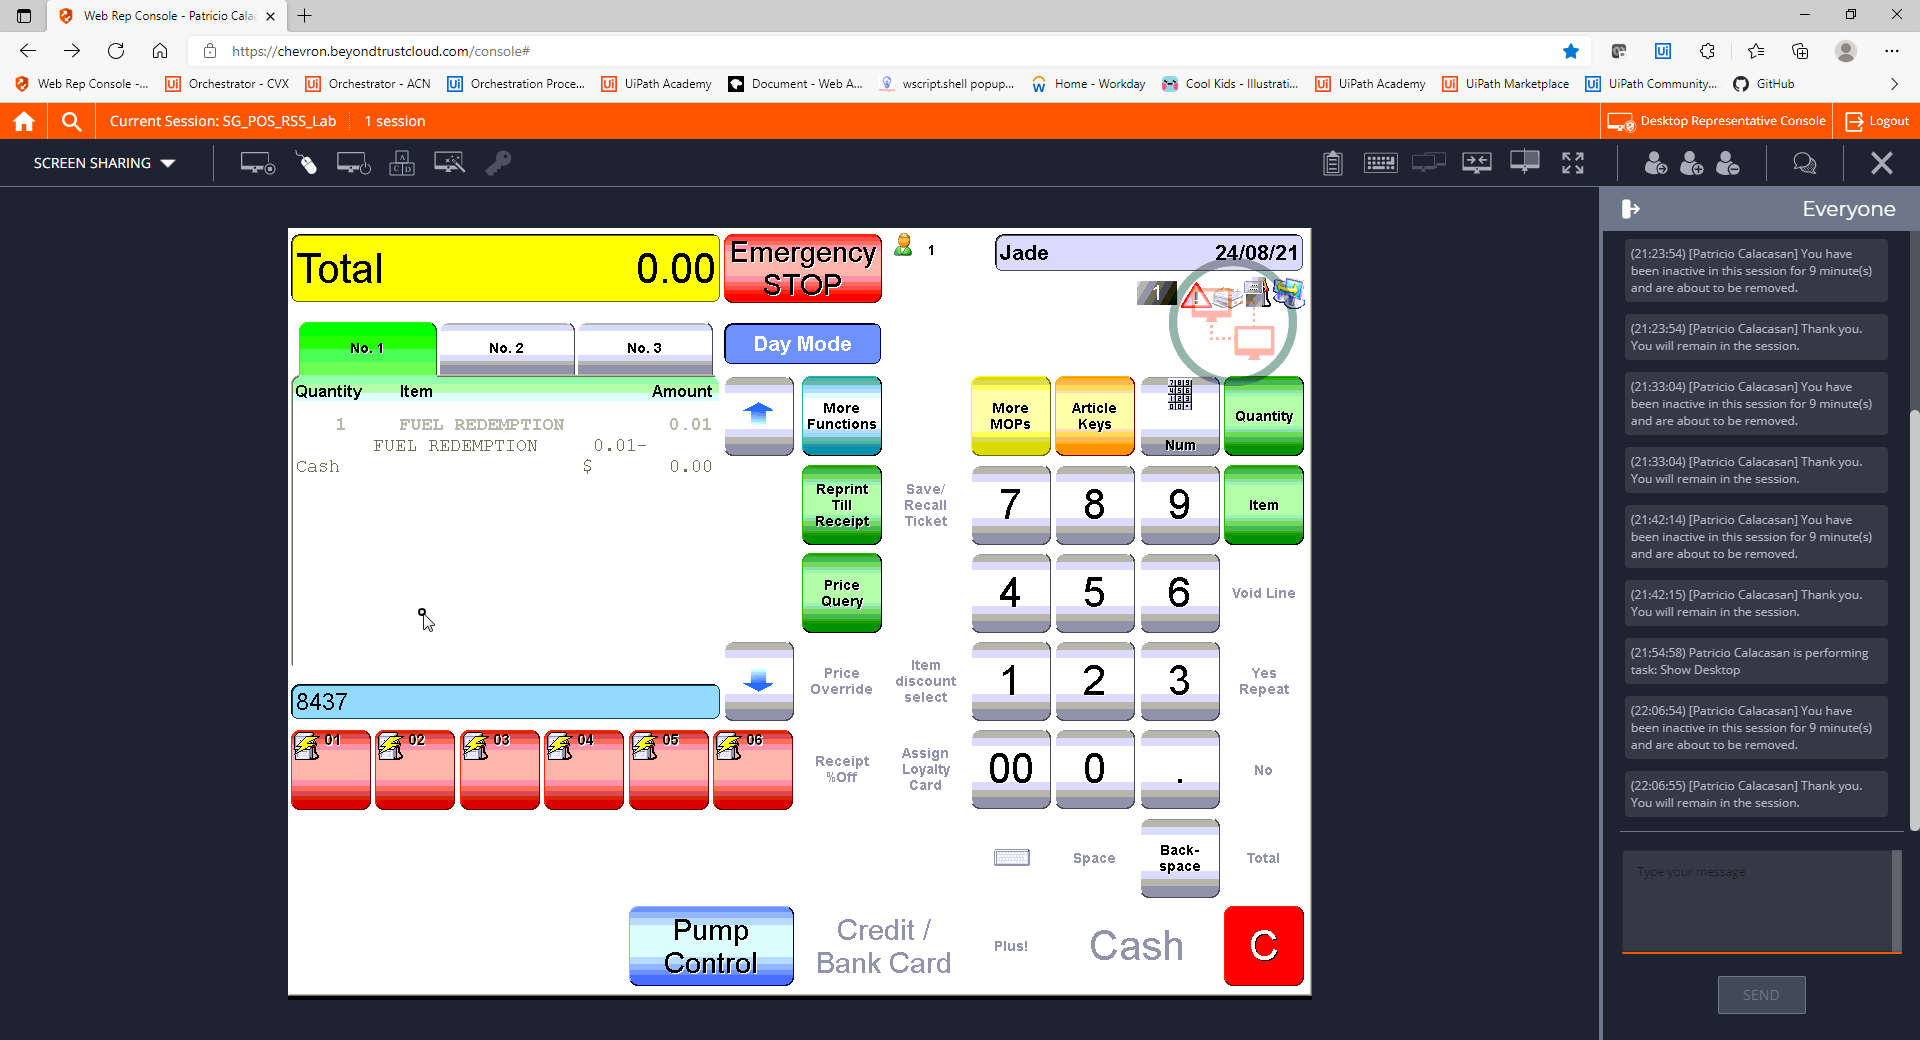 Web Rep Console - Patricio Cala
https://chevron.beyondtrustcloud.com/console#
Web Rep Console -...
Orchestrator - CVX
Orchestrator - ACN
Orchestration Proce...
UiPath Academy
Document - Web A...
wscript.shell popup...
Home - Workday
Cool Kids - Illustrati...
UiPath Academy
UiPath Marketplace
UiPath Community...
GitHub
Current Session: SG_POS_RSS_Lab
1 session
Desktop Representative Console
Logout
SCREEN SHARING
Everyone
Total 0.00
Emergency
STOP
1
Jade 24/08/21
1
No. 1
No. 2
No. 3
Day Mode
Quantity Item Amount
1 FUEL REDEMPTION 0.01
FUEL REDEMPTION 0.01-
Cash $ 0.00
More
Functions
More
MOPs
Article
Keys
Num
Quantity
Reprint
Till
Receipt
Save/
Recall
Ticket
7
8
9
Item
Price
Query
4
5
6
Void Line
Price
Override
Item
discount
select
1
2
3
Yes
Repeat
8437
01
02
03
04
05
06
Receipt
%Off
Assign
Loyalty
Card
00
0
.
No
Space
Back-
space
Total
Pump
Control
Credit /
Bank Card
Plus!
Cash
C
(21:23:54) [Patricio Calacasan] You have
been inactive in this session for 9 minute(s)
and are about to be removed.
(21:23:54) [Patricio Calacasan] Thank you.
You will remain in the session.
(21:33:04) [Patricio Calacasan] You have
been inactive in this session for 9 minute(s)
and are about to be removed.
(21:33:04) [Patricio Calacasan] Thank you.
You will remain in the session.
(21:42:14) [Patricio Calacasan] You have
been inactive in this session for 9 minute(s)
and are about to be removed.
(21:42:15) [Patricio Calacasan] Thank you.
You will remain in the session.
(21:54:58) Patricio Calacasan is performing
task: Show Desktop
(22:06:54) [Patricio Calacasan] You have
been inactive in this session for 9 minute(s)
and are about to be removed.
(22:06:55) [Patricio Calacasan] Thank you.
You will remain in the session.
Type your message
SEND